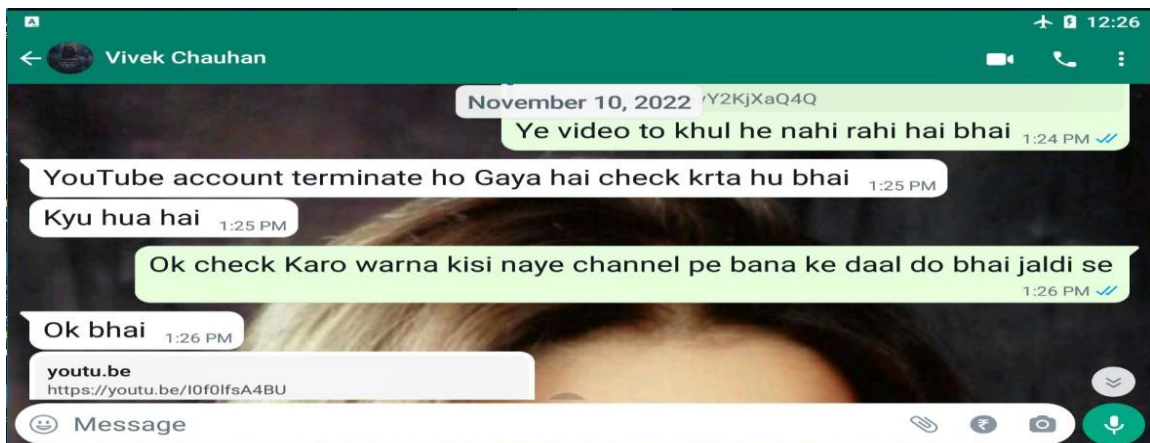 12:26
Vivek Chauhan
November 10, 2022
Y2KjXaQ4Q
Ye video to khul he nahi rahi hai bhai 1:24 PM
YouTube account terminate ho Gaya hai check krta hu bhai 1:25 PM
Kyu hua hai 1:25 PM
Ok check Karo warna kisi naye channel pe bana ke daal do bhai jaldi se
1:26 PM
Ok bhai 1:26 PM
youtu.be
https://youtu.be/I0f0lfsA4BU
Message